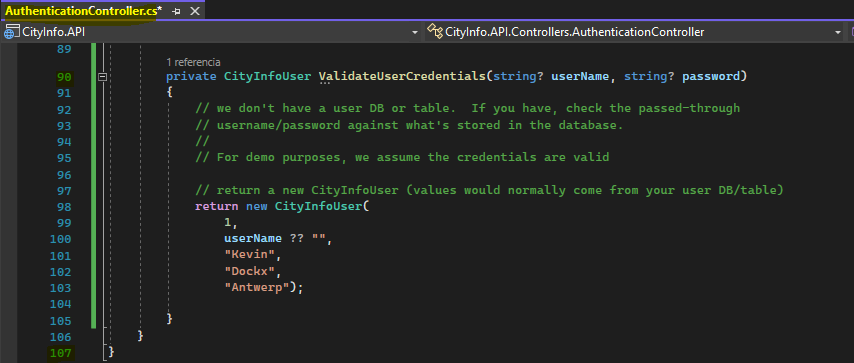 AuthenticationController.cs*
CityInfo.API
CityInfo.API.Controllers.AuthenticationController
89
1 referencia
90 private CityInfoUser ValidateUserCredentials(string? userName, string? password)
91 {
92 // we don't have a user DB or table.  If you have, check the passed-through
93 // username/password against what's stored in the database.
94 //
95 // For demo purposes, we assume the credentials are valid
96
97 // return a new CityInfoUser (values would normally come from your user DB/table)
98 return new CityInfoUser(
99 1,
100 userName ?? "",
101 "Kevin",
102 "Dockx",
103 "Antwerp");
104
105 }
106 }
107 }